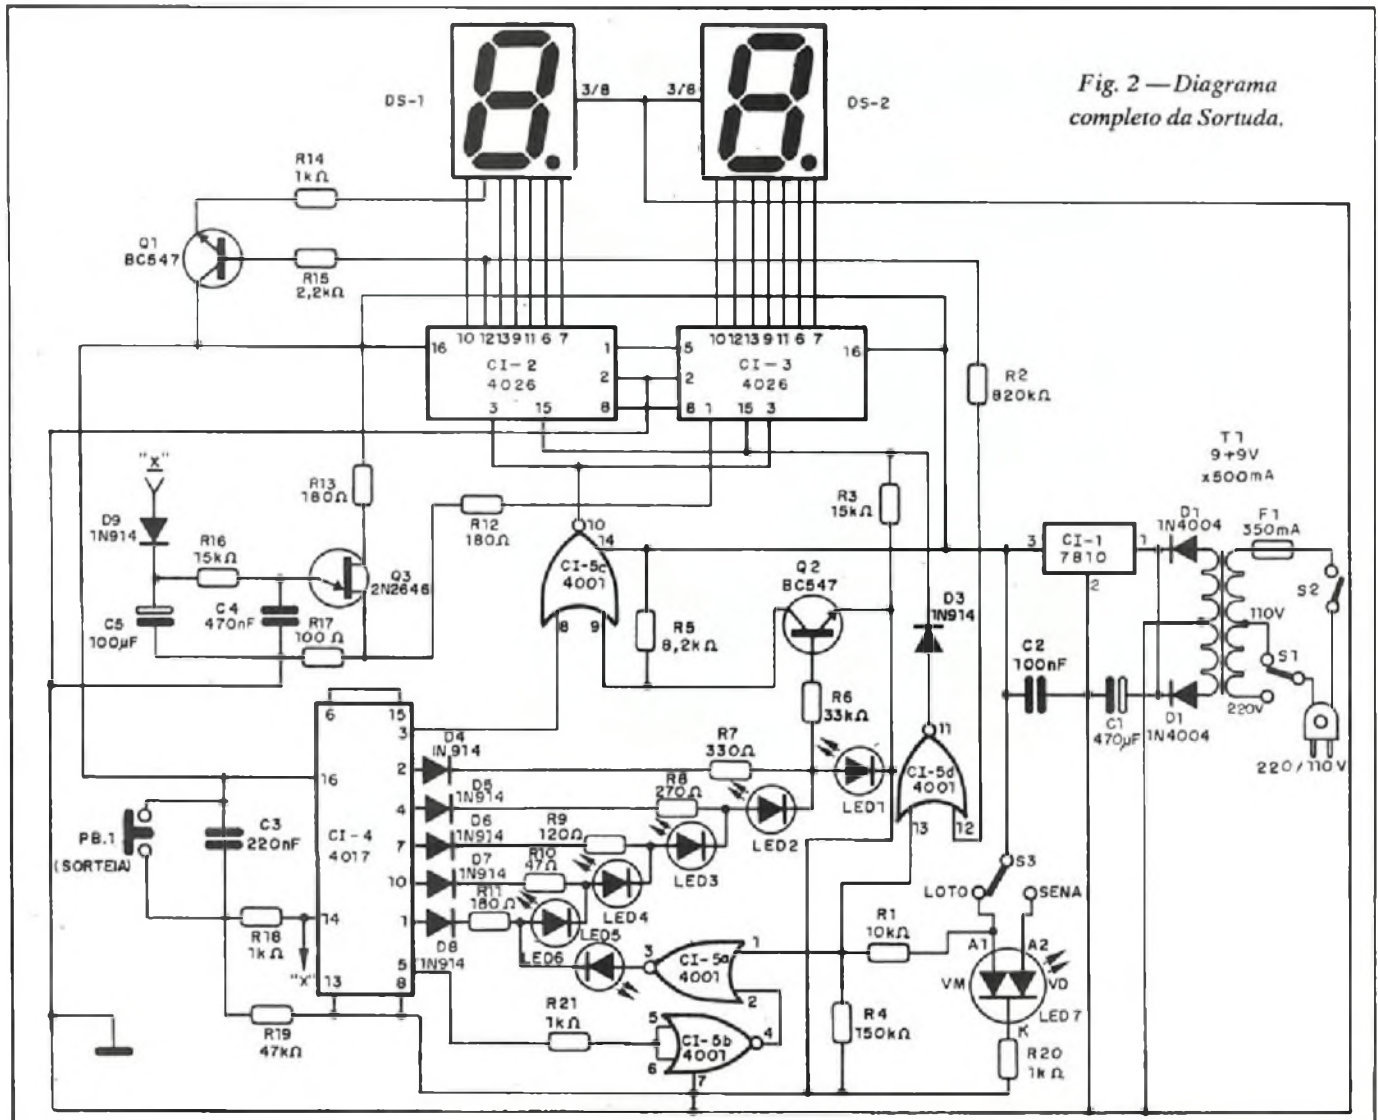 Fig. 2 — Diagrama
completo da Sortuda.
DS-1
3/8
3/8
DS-2
R14
1kΩ
Q1
BC547
R15
2,2kΩ
10 12 13 9 11 6 7
16
CI-2
4026
1
2
8
3
15
10 12 13 9 11 6 7
5
2
8
CI-3
4026
16
1
15
3
R2
820kΩ
"X"
D9
1N914
R16
15kΩ
R13
180Ω
R12
180Ω
Q3
2N2646
C5
100µF
C4
470nF
R17
100Ω
10
14
CI-5c
4001
8
9
R5
8,2kΩ
Q2
BC547
R3
15kΩ
R6
33kΩ
D3
1N914
T1
9+9V
x500mA
3
CI-1
7810
1
2
D1
1N4004
F1
350mA
S2
110V
S1
220V
C2
100nF
C1
470µF
D1
1N4004
220/110V
6
15
3
16
2
4
7
10
1
5
8
13
14
CI-4
4017
PB.1
(SORTEIA)
C3
220nF
R18
1kΩ
"X"
R19
47kΩ
D4
1N914
D5
1N914
D6
1N914
D7
1N914
D8
1N914
R7
330Ω
R8
270Ω
R9
120Ω
R10
47Ω
R11
180Ω
LED1
LED2
LED3
LED4
LED5
LED6
11
CI-5d
4001
13
12
3
CI-5a
4001
1
2
R21
1kΩ
5
6
CI-5b
4001
4
7
R1
10kΩ
R4
150kΩ
S3
LOTO
SENA
A1
A2
VM
VD
LED7
K
R20
1kΩ